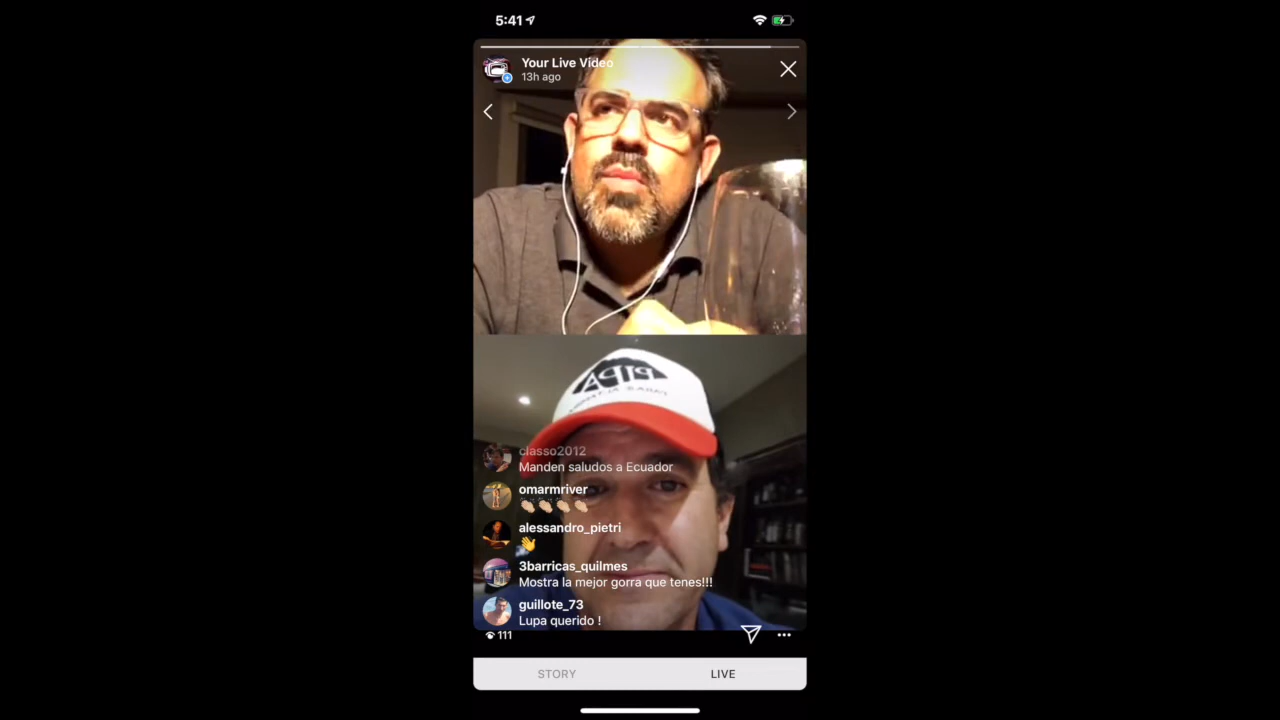 5:41
Your Live Video
13h ago
PIPA
classo2012
Manden saludos a Ecuador
omarmriver
👏🏼👏🏼👏🏼👏🏼
alessandro_pietri
👋
3barricas_quilmes
Mostra la mejor gorra que tenes!!!
guillote_73
Lupa querido !
111
STORY
LIVE